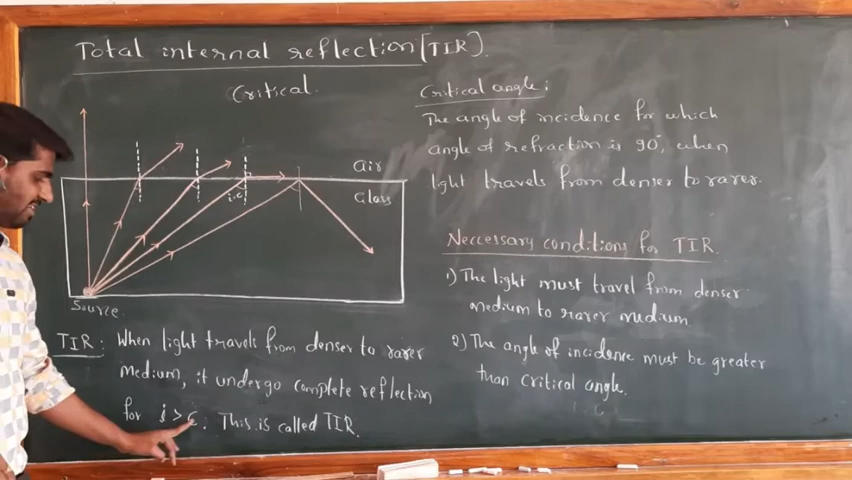 Total internal reflection [TIR].
Critical.
Air
Glass
i=c
Source.
TIR: When light travels from denser to rarer
medium, it undergo complete reflection
for i > c. This is called TIR.
Critical angle:
The angle of incidence for which
angle of refraction is 90°, when
light travels from denser to rarer.
Neccessary conditions for TIR.
1) The light must travel from denser
medium to rarer medium
2) The angle of incidence must be greater
than critical angle.